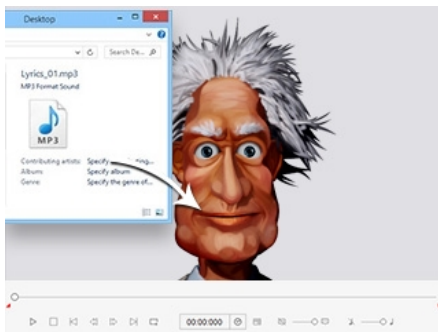 Desktop
Search De...
Lyrics_01.mp3
MP3 Format Sound
MP3
Contributing artists: Specify
Album: Specify album
Genre: Specify the genre of...
00:00:000